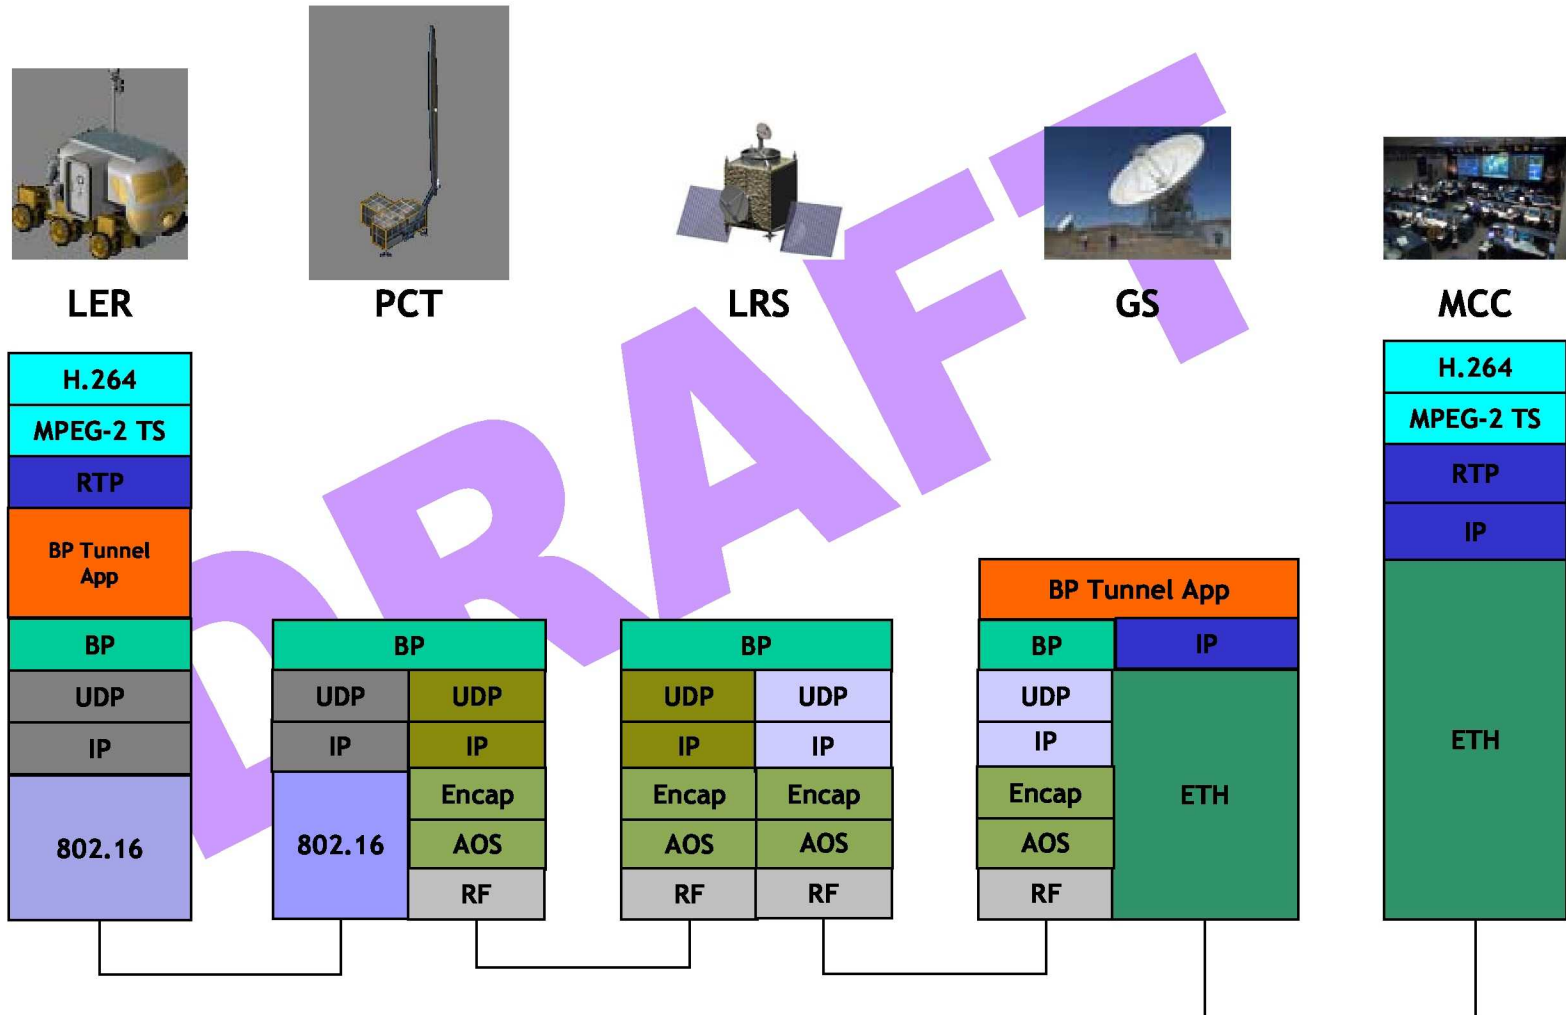 DRAFT
LER
PCT
LRS
GS
MCC
H.264
MPEG-2 TS
RTP
BP Tunnel
App
BP
UDP
IP
802.16
BP
UDP
UDP
IP
IP
802.16
Encap
AOS
RF
BP
UDP
UDP
IP
IP
Encap
Encap
AOS
AOS
RF
RF
BP Tunnel App
BP
IP
UDP
IP
Encap
AOS
RF
ETH
H.264
MPEG-2 TS
RTP
IP
ETH